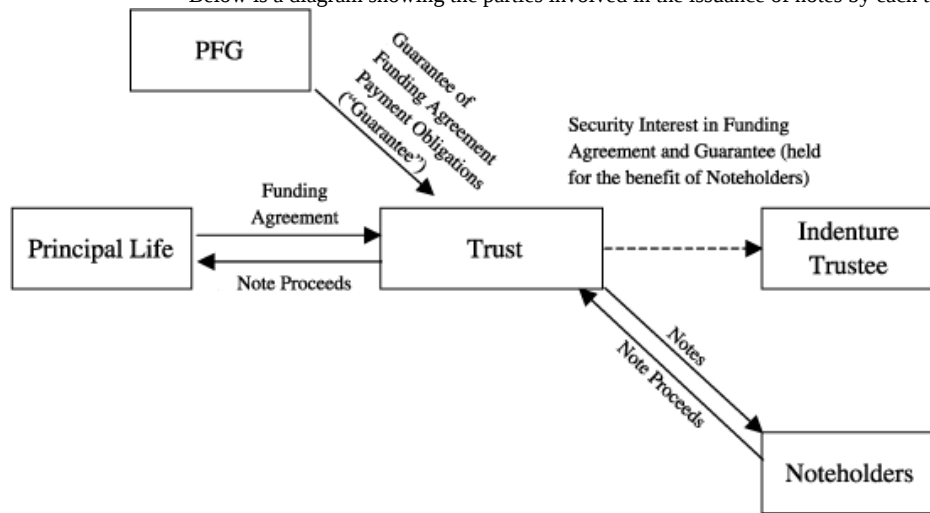 Below is a diagram showing the parties involved in the issuance of notes by each t
PFG
Guarantee of
Funding Agreement
Payment Obligations
("Guarantee")
Security Interest in Funding
Agreement and Guarantee (held
for the benefit of Noteholders)
Funding
Agreement
Principal Life
Trust
Indenture
Trustee
Note Proceeds
Notes
Note Proceeds
Noteholders